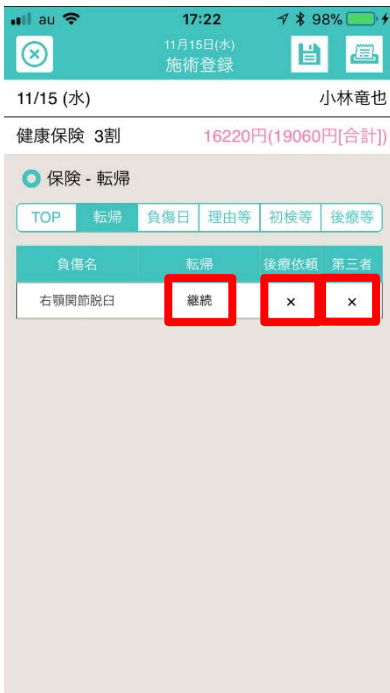 au 17:22 98%
11月15日(水)
施術登録
11/15 (水) 小林竜也
健康保険 3割 16220円(19060円[合計])
保険 - 転帰
TOP 転帰 負傷日 理由等 初検等 後療等
負傷名 転帰 後療依頼 第三者
右顎関節脱臼 継続 × ×